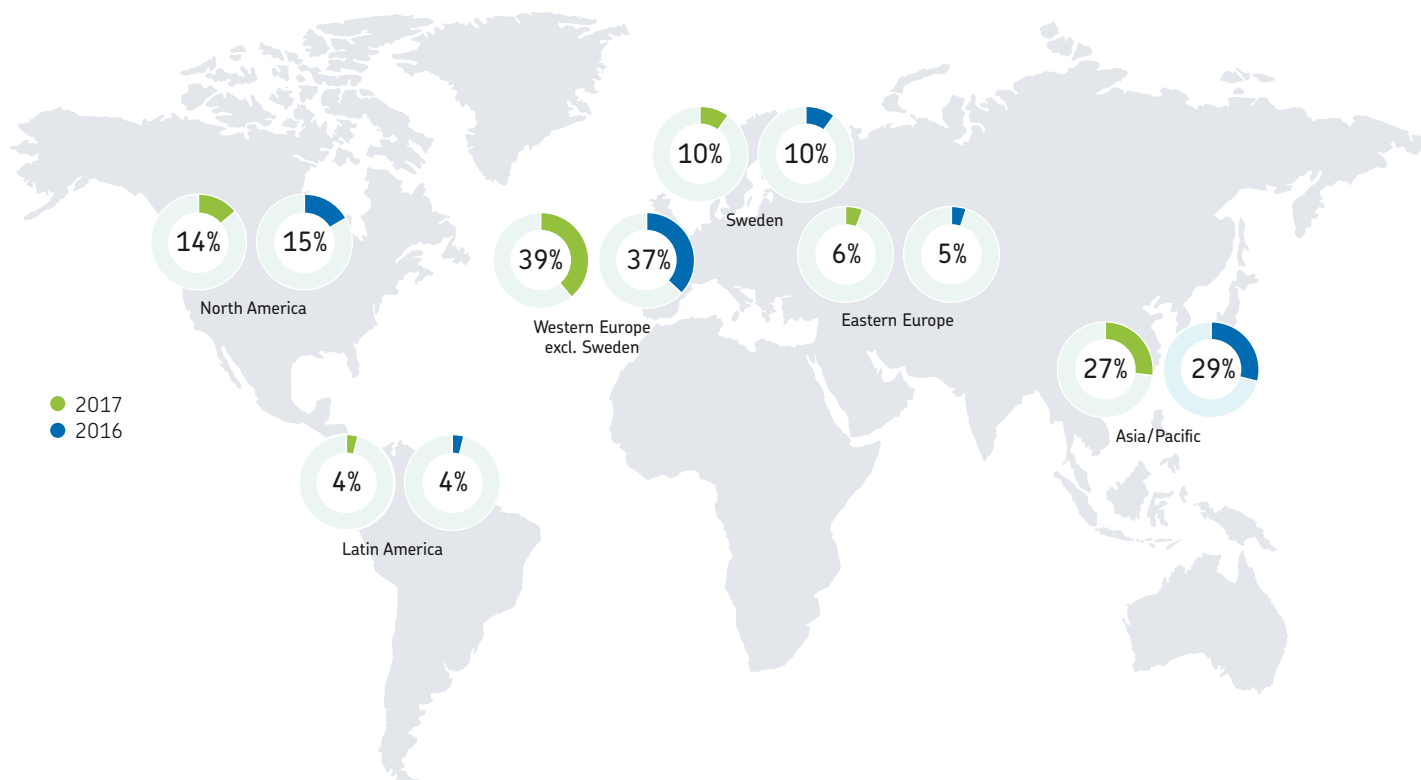 10%
10%
Sweden
14%
15%
North America
39%
37%
Western Europe
excl. Sweden
6%
5%
Eastern Europe
27%
29%
Asia/Pacific
2017
2016
4%
4%
Latin America